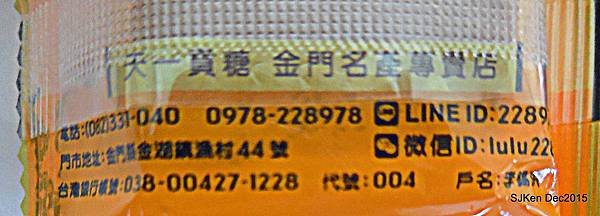 天一貢糖 金門名產專賣店
電話:(082)331-040 0978-228978 LINE ID:2289
門市地址:金門縣金湖鎮漁村44號 微信ID:lulu228
台灣銀行帳號:038-00427-1228 代號:004 戶名:
SJKen Dec2015